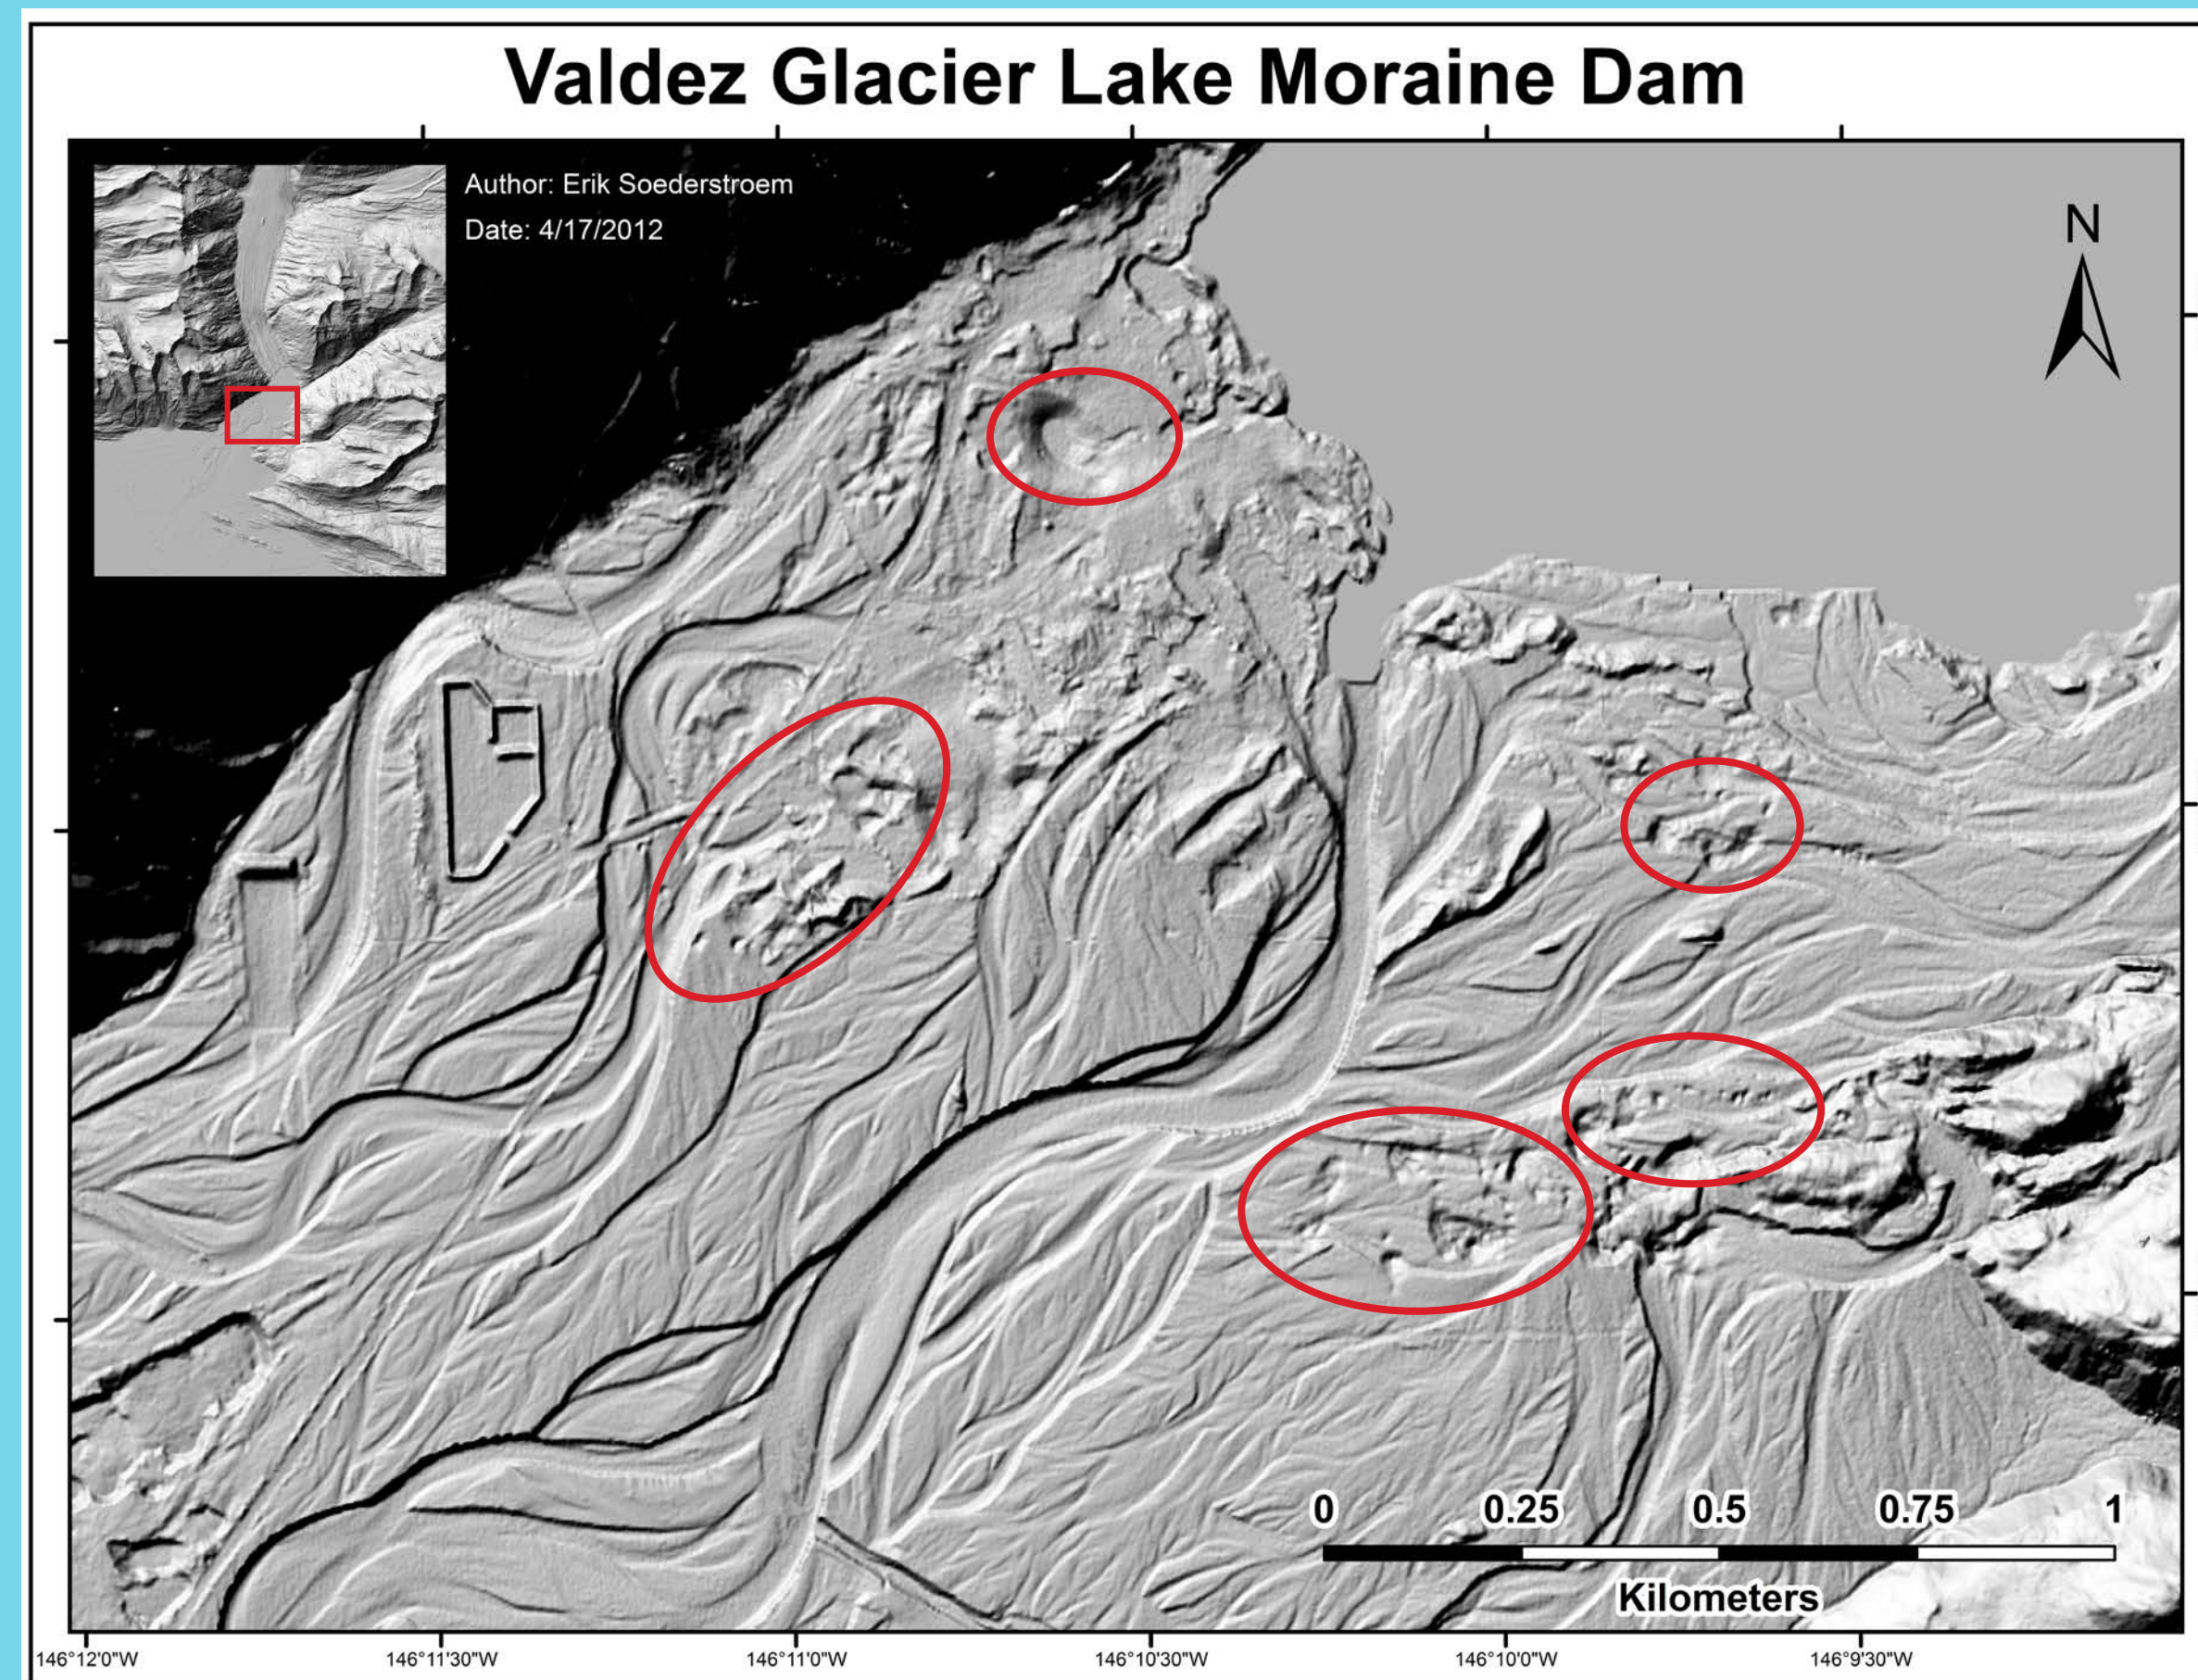 Valdez Glacier Lake Moraine Dam
Author: Erik Soederstroem
Date: 4/17/2012
N
0 0.25 0.5 0.75 1
Kilometers
146°12'0"W 146°11'30"W 146°11'0"W 146°10'30"W 146°10'0"W 146°9'30"W